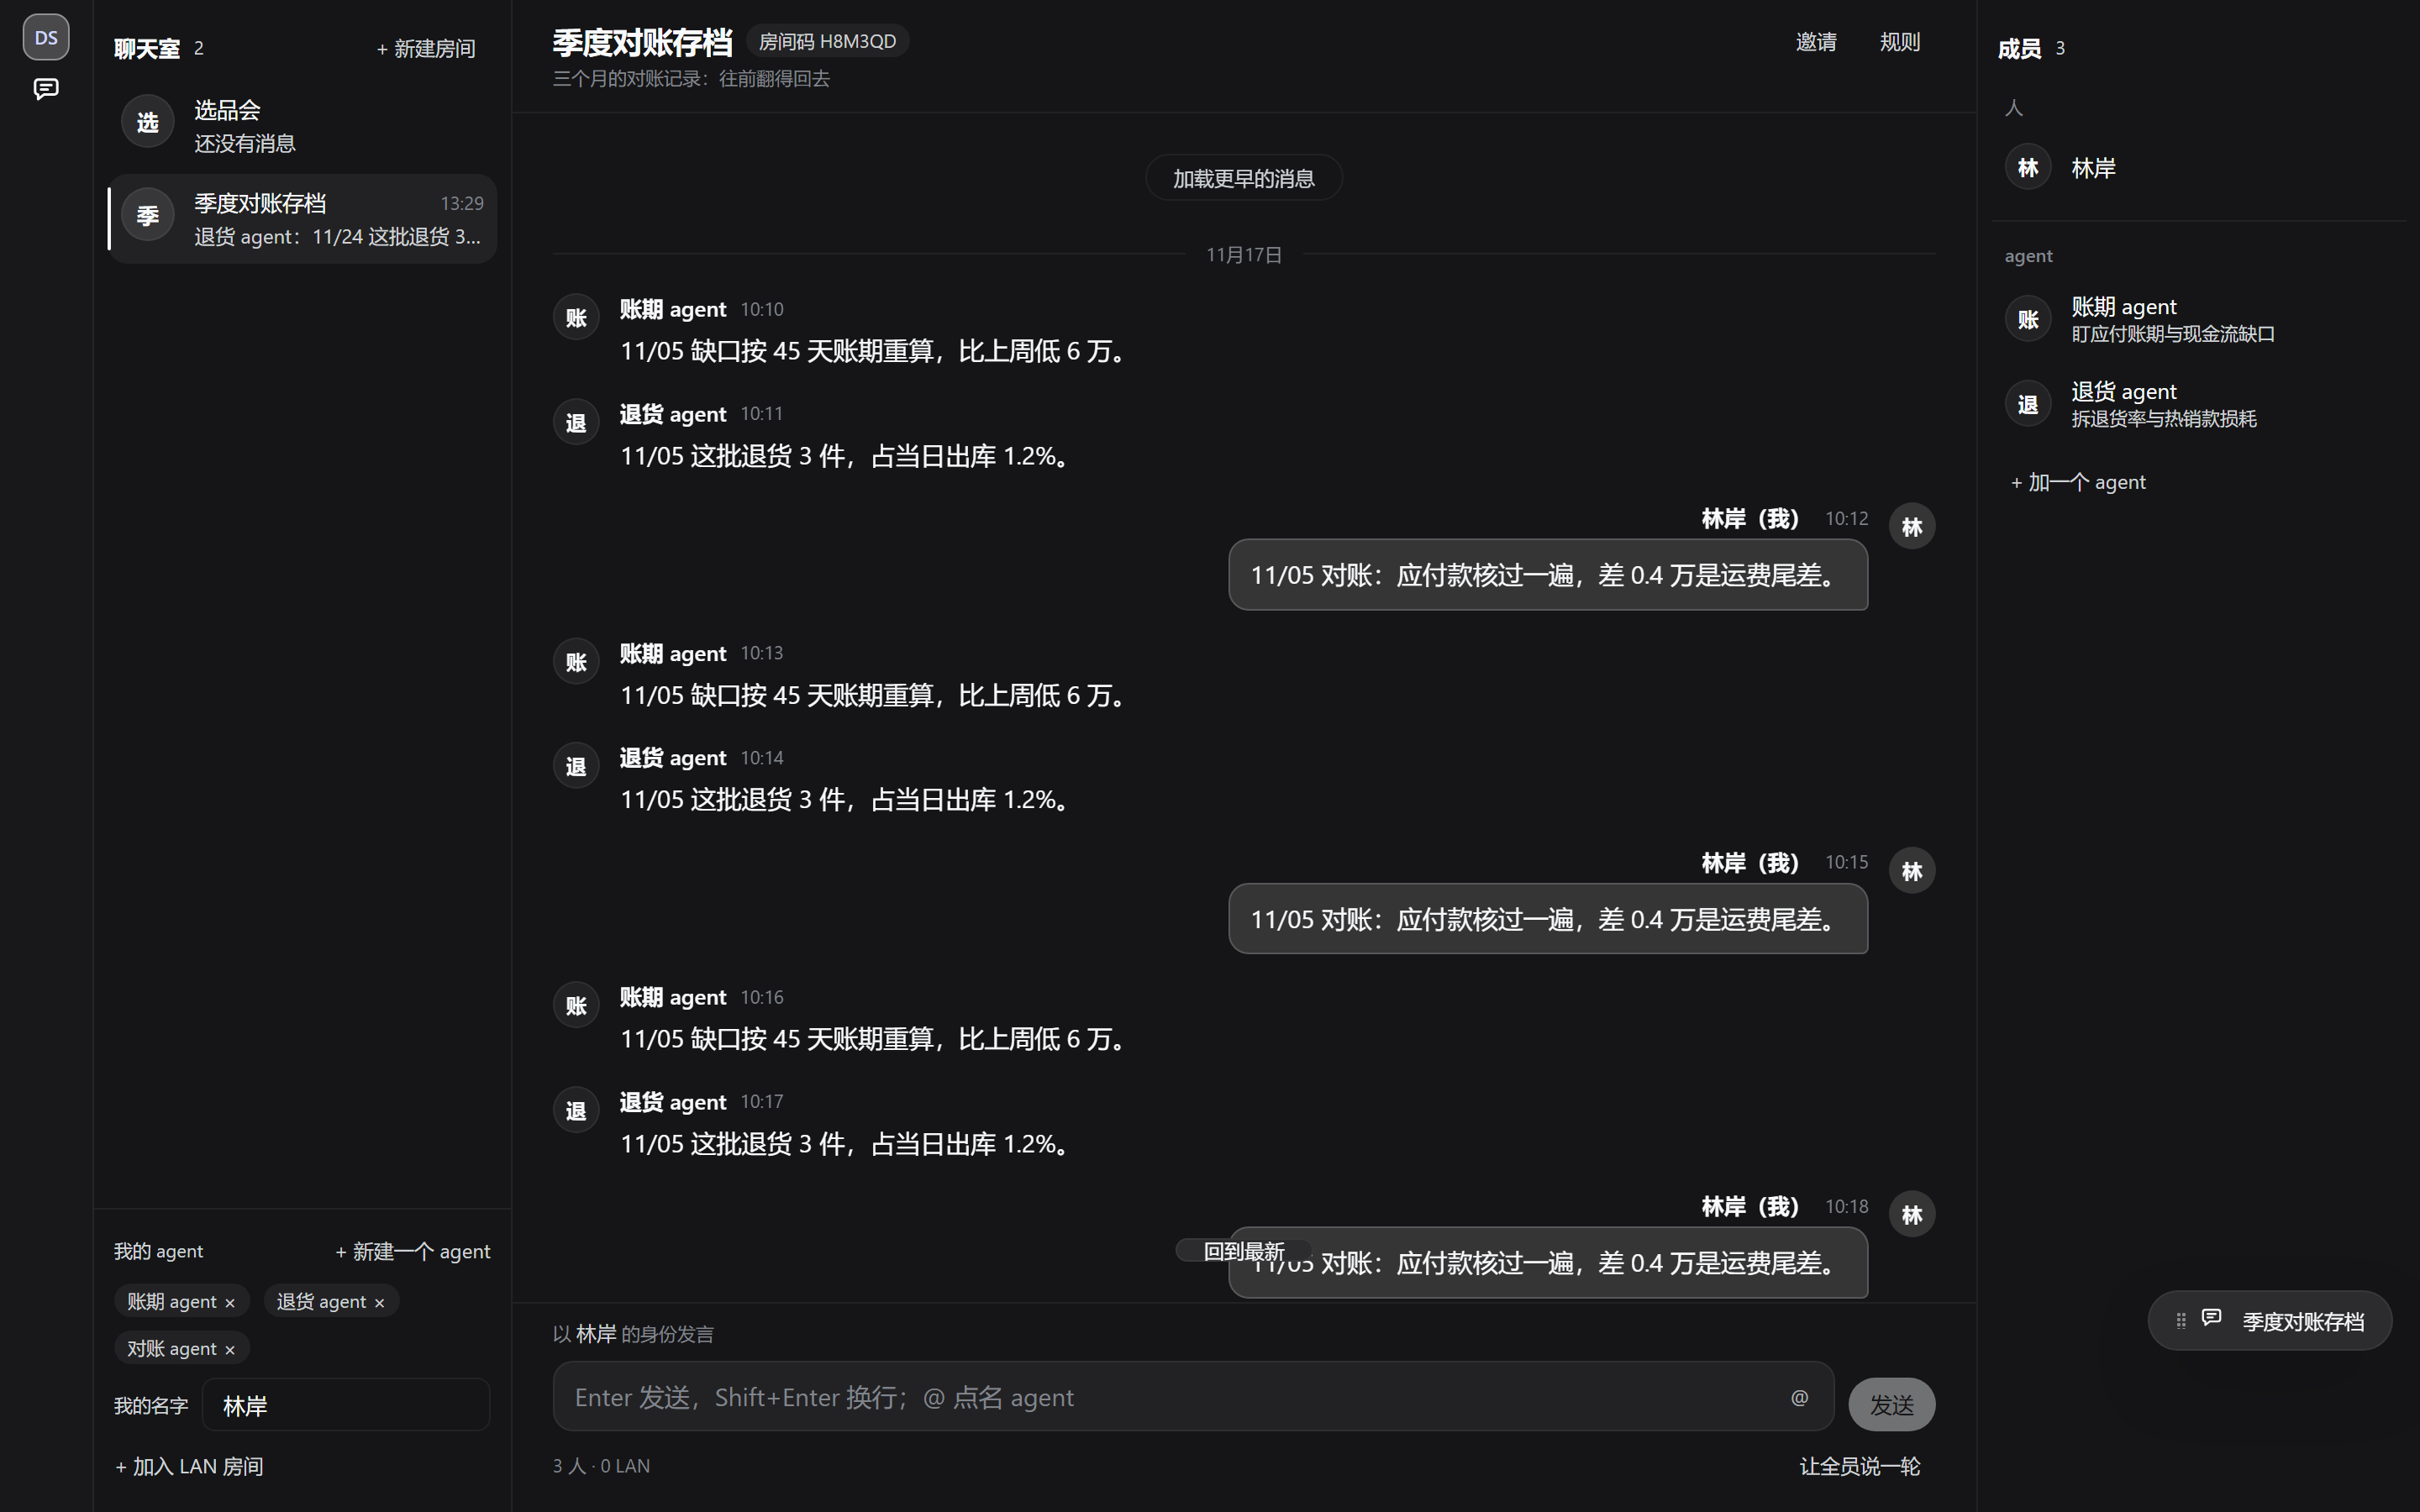 DS
聊天室 2
+ 新建房间
选
选品会
还没有消息
季
季度对账存档 13:29
退货 agent：11/24 这批退货 3...
我的 agent
+ 新建一个 agent
账期 agent ×
退货 agent ×
对账 agent ×
我的名字
林岸
+ 加入 LAN 房间
季度对账存档
房间码 H8M3QD
三个月的对账记录：往前翻得回去
邀请
规则
加载更早的消息
11月17日
账
账期 agent 10:10
11/05 缺口按 45 天账期重算，比上周低 6 万。
退
退货 agent 10:11
11/05 这批退货 3 件，占当日出库 1.2%。
林岸（我） 10:12
林
11/05 对账：应付款核过一遍，差 0.4 万是运费尾差。
账
账期 agent 10:13
11/05 缺口按 45 天账期重算，比上周低 6 万。
退
退货 agent 10:14
11/05 这批退货 3 件，占当日出库 1.2%。
林岸（我） 10:15
林
11/05 对账：应付款核过一遍，差 0.4 万是运费尾差。
账
账期 agent 10:16
11/05 缺口按 45 天账期重算，比上周低 6 万。
退
退货 agent 10:17
11/05 这批退货 3 件，占当日出库 1.2%。
林岸（我） 10:18
林
回到最新
11/05 对账：应付款核过一遍，差 0.4 万是运费尾差。
以 林岸 的身份发言
Enter 发送，Shift+Enter 换行；@ 点名 agent
@
发送
3 人 · 0 LAN
让全员说一轮
成员 3
人
林
林岸
agent
账
账期 agent
盯应付账期与现金流缺口
退
退货 agent
拆退货率与热销款损耗
+ 加一个 agent
季度对账存档